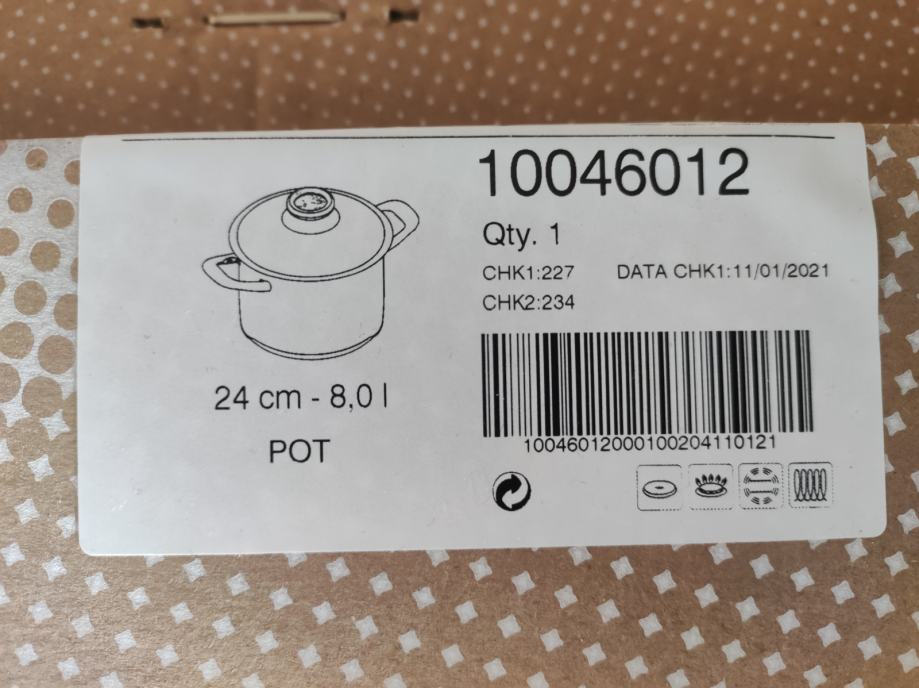 10046012
Qty. 1
CHK1:227 DATA CHK1:11/01/2021
CHK2:234
24 cm - 8,0 l
POT
10046012000100204110121